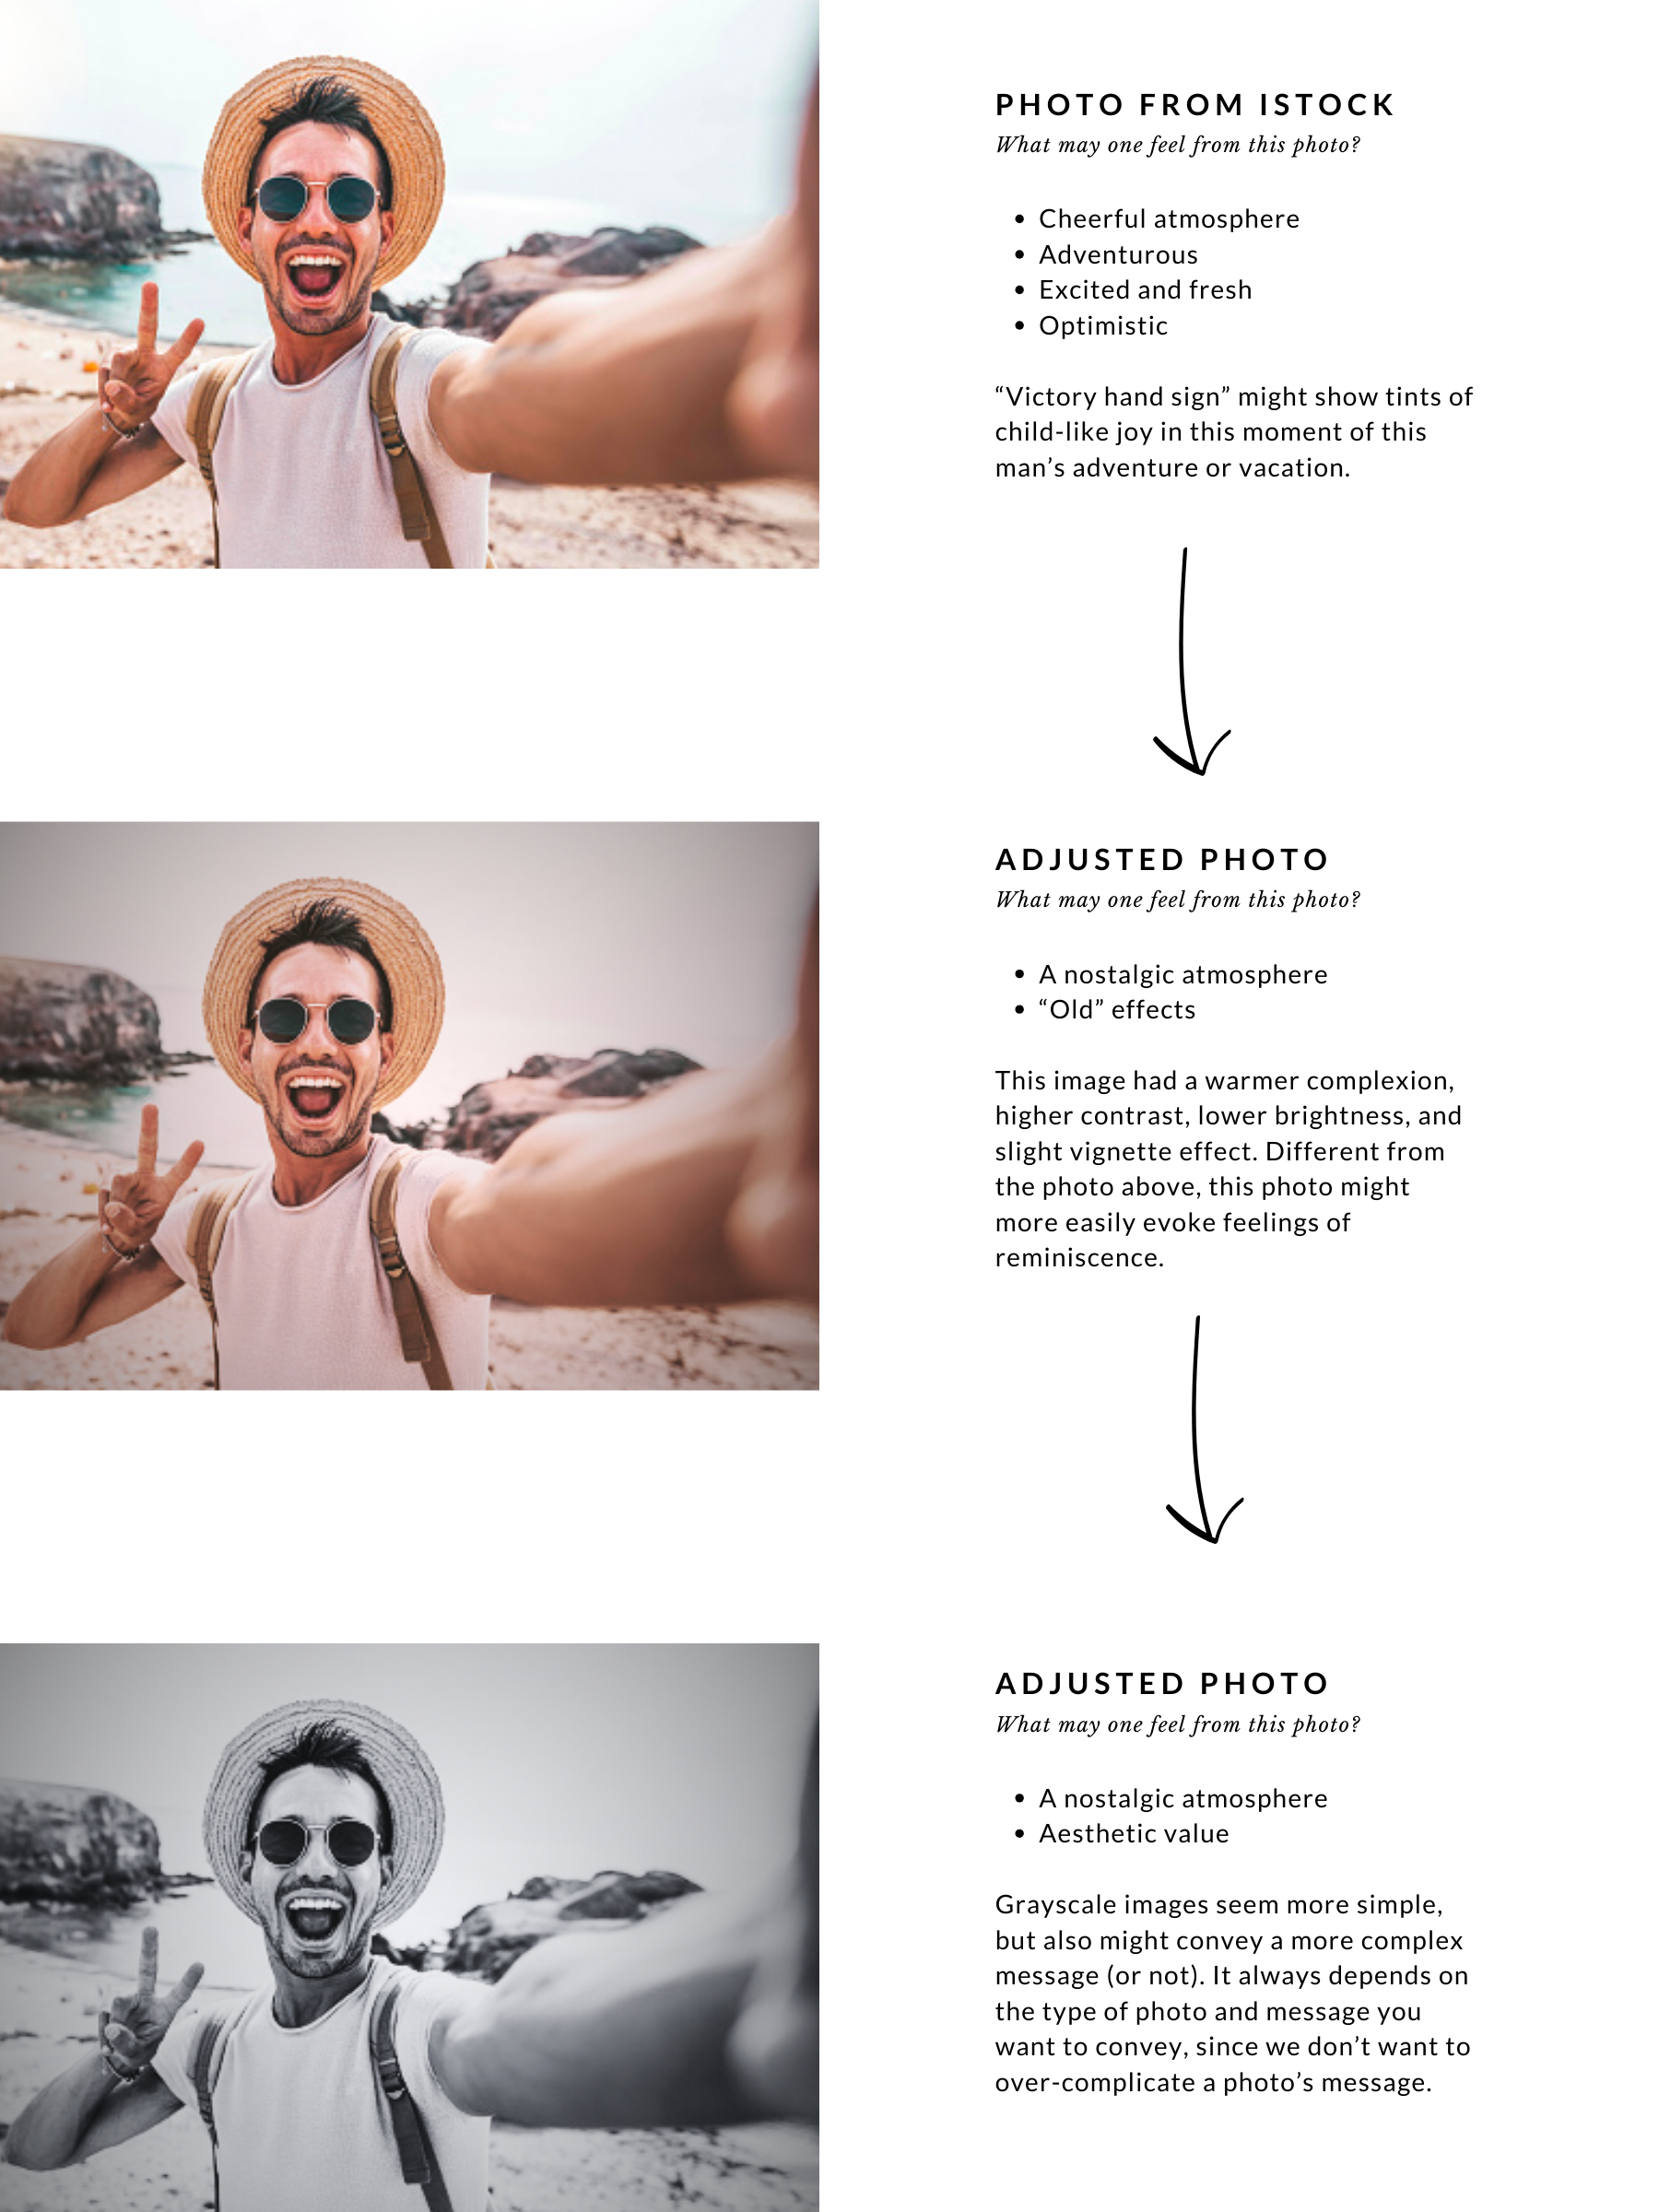 PHOTO FROM ISTOCK
What may one feel from this photo?
• Cheerful atmosphere
• Adventurous
• Excited and fresh
• Optimistic
“Victory hand sign” might show tints of
child-like joy in this moment of this
man’s adventure or vacation.
ADJUSTED PHOTO
What may one feel from this photo?
• A nostalgic atmosphere
• “Old” effects
This image had a warmer complexion,
higher contrast, lower brightness, and
slight vignette effect. Different from
the photo above, this photo might
more easily evoke feelings of
reminiscence.
ADJUSTED PHOTO
What may one feel from this photo?
• A nostalgic atmosphere
• Aesthetic value
Grayscale images seem more simple,
but also might convey a more complex
message (or not). It always depends on
the type of photo and message you
want to convey, since we don’t want to
over-complicate a photo’s message.